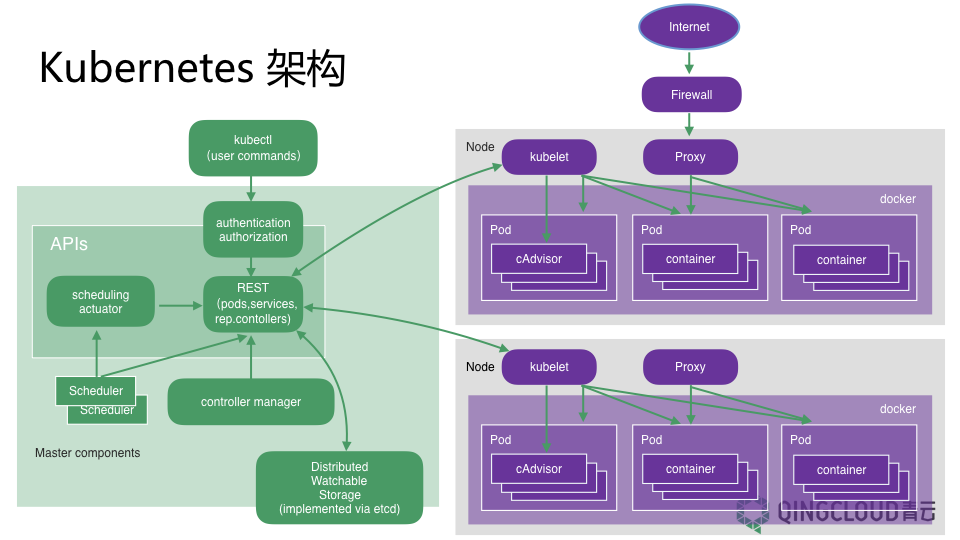 Kubernetes 架构
kubectl
(user commands)
authentication
authorization
APIs
scheduling
actuator
REST
(pods,services,
rep.contollers)
Scheduler
Scheduler
controller manager
Master components
Distributed
Watchable
Storage
(implemented via etcd)
Internet
Firewall
Node
kubelet
Proxy
docker
Pod
cAdvisor
Pod
container
Pod
container
Node
kubelet
Proxy
docker
Pod
cAdvisor
Pod
container
Pod
container
QINGCLOUD青云